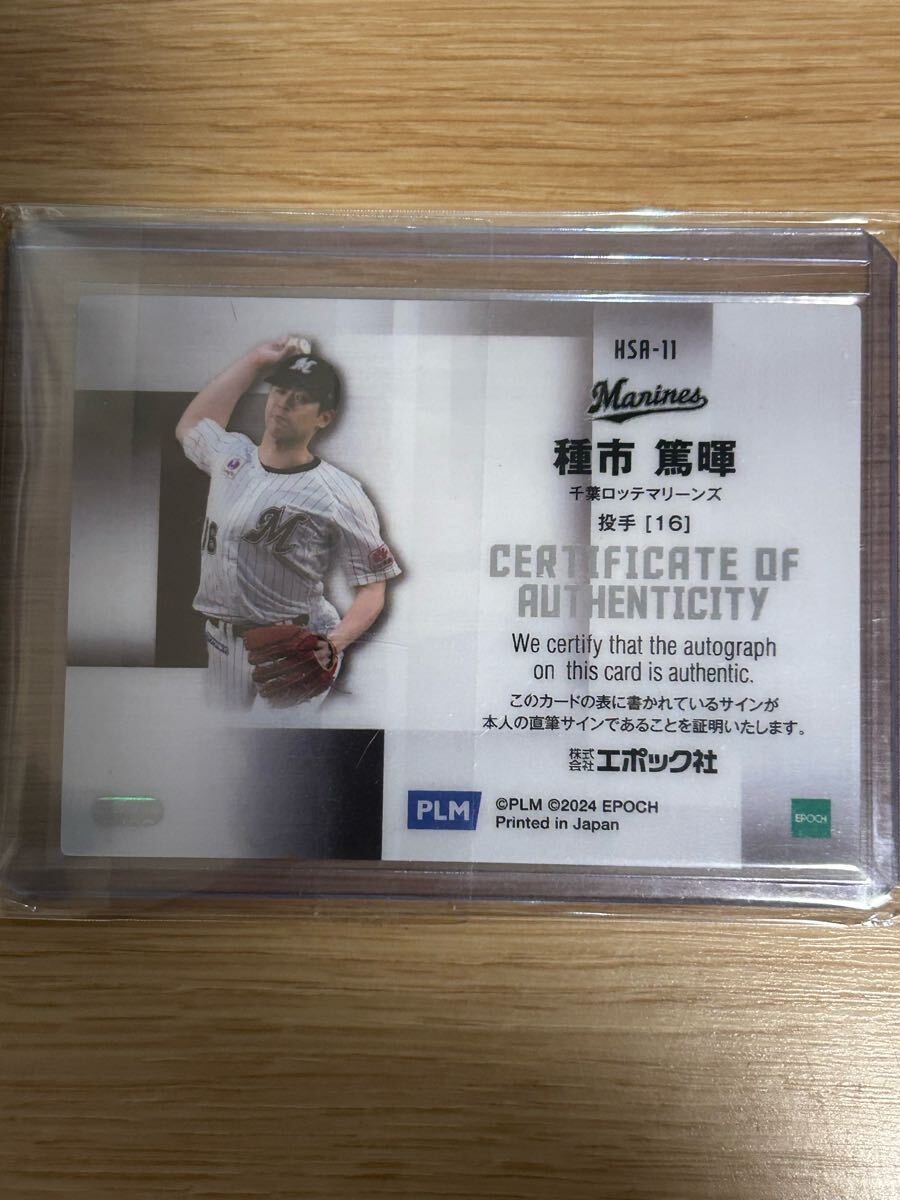 HSA-11
Marines
種市 篤暉
千葉ロッテマリーンズ
投手 [16]
CERTIFICATE OF
AUTHENTICITY
We certify that the autograph
on this card is authentic.
このカードの表に書かれているサインが
本人の直筆サインであることを証明いたします。
株式会社エポック社
PLM
©PLM ©2024 EPOCH
Printed in Japan
EPOCH
M
16
M